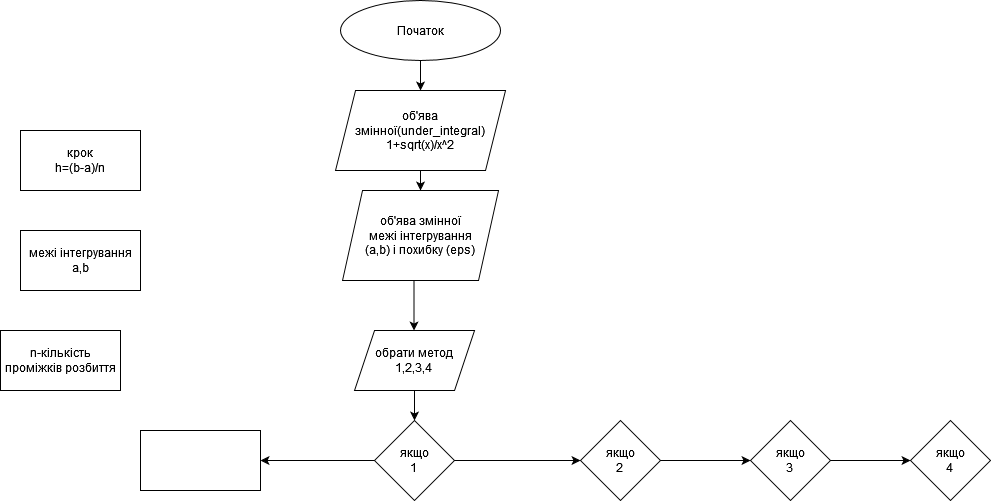 Початок
об'ява
змінної(under_integral)
1+sqrt(x)/x^2
крок
h=(b-a)/n
об'ява змінної
межі інтегрування
(a,b) і похибку (eps)
межі інтегрування
a,b
n-кількість
проміжків розбиття
обрати метод
1,2,3,4
якщо
1
якщо
2
якщо
3
якщо
4